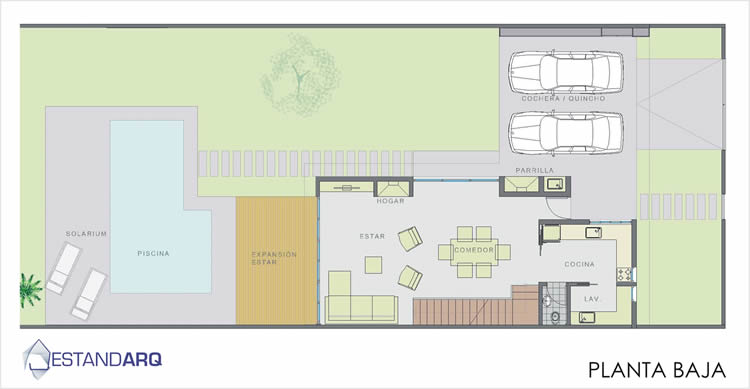 COCHERA / QUINCHO
PARRILLA
HOGAR
SOLARIUM
ESTAR
COMEDOR
PISCINA
EXPANSIÓN
ESTAR
COCINA
LAV.
ESTANDARQ
PLANTA BAJA